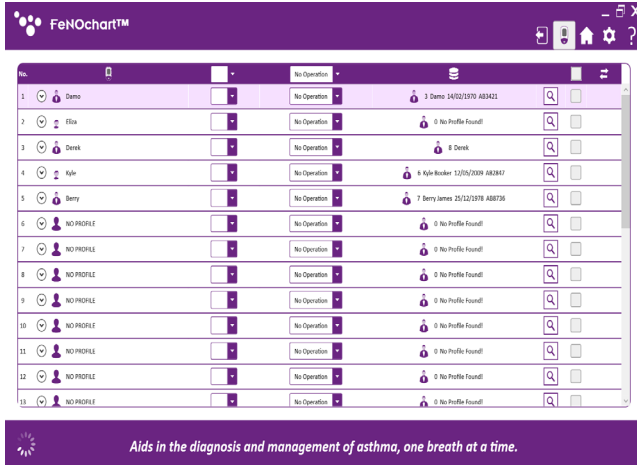 FeNOchart™
?
No. No Operation
1 Damo No Operation 3 Damo 14/02/1970 AB3421
2 Eliza No Operation 0 No Profile Found!
3 Derek No Operation 8 Derek
4 Kyle No Operation 6 Kyle Booker 12/05/2009 AB2847
5 Berry No Operation 7 Berry James 25/12/1978 AB8736
6 NO PROFILE No Operation 0 No Profile Found!
7 NO PROFILE No Operation 0 No Profile Found!
8 NO PROFILE No Operation 0 No Profile Found!
9 NO PROFILE No Operation 0 No Profile Found!
10 NO PROFILE No Operation 0 No Profile Found!
11 NO PROFILE No Operation 0 No Profile Found!
12 NO PROFILE No Operation 0 No Profile Found!
13 NO PROFILE No Operation 0 No Profile Found!
Aids in the diagnosis and management of asthma, one breath at a time.